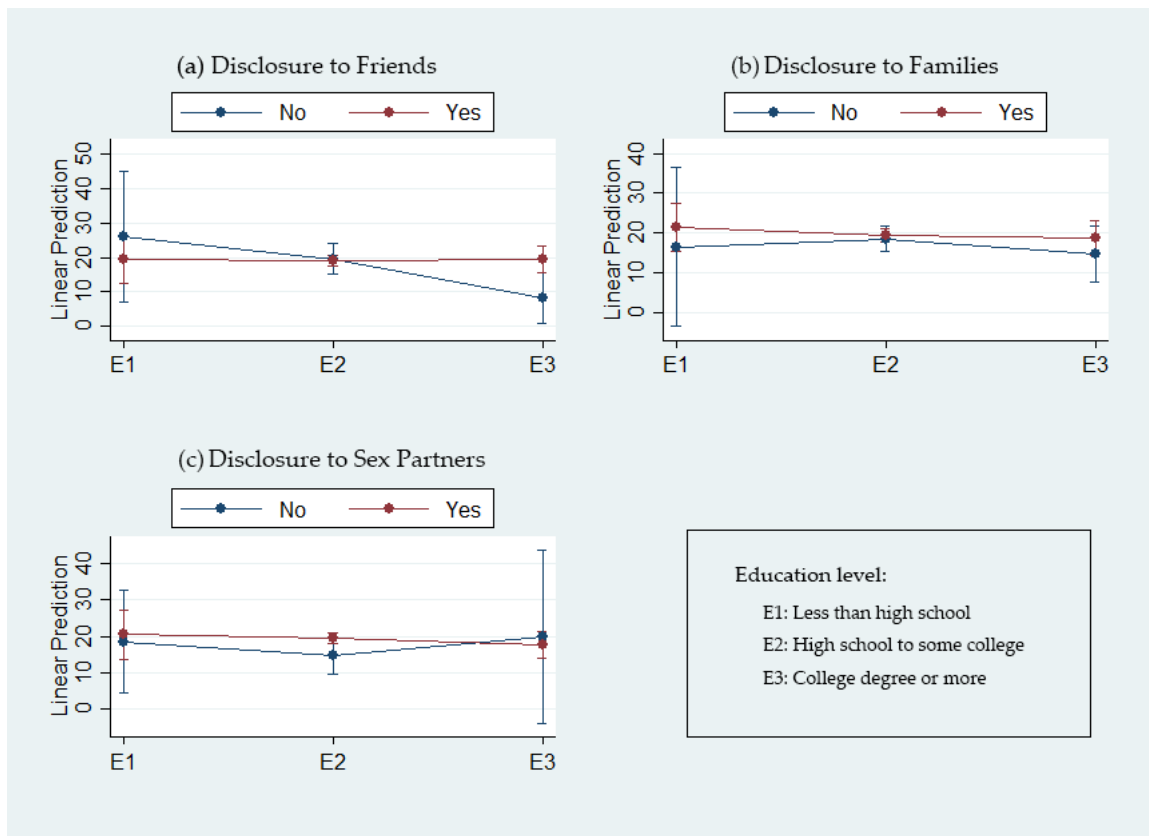 (a) Disclosure to Friends
No Yes
Linear Prediction
50
40
30
20
10
0
E1 E2 E3
(b) Disclosure to Families
No Yes
Linear Prediction
40
30
20
10
0
E1 E2 E3
(c) Disclosure to Sex Partners
No Yes
Linear Prediction
40
30
20
10
0
E1 E2 E3
Education level:
E1: Less than high school
E2: High school to some college
E3: College degree or more